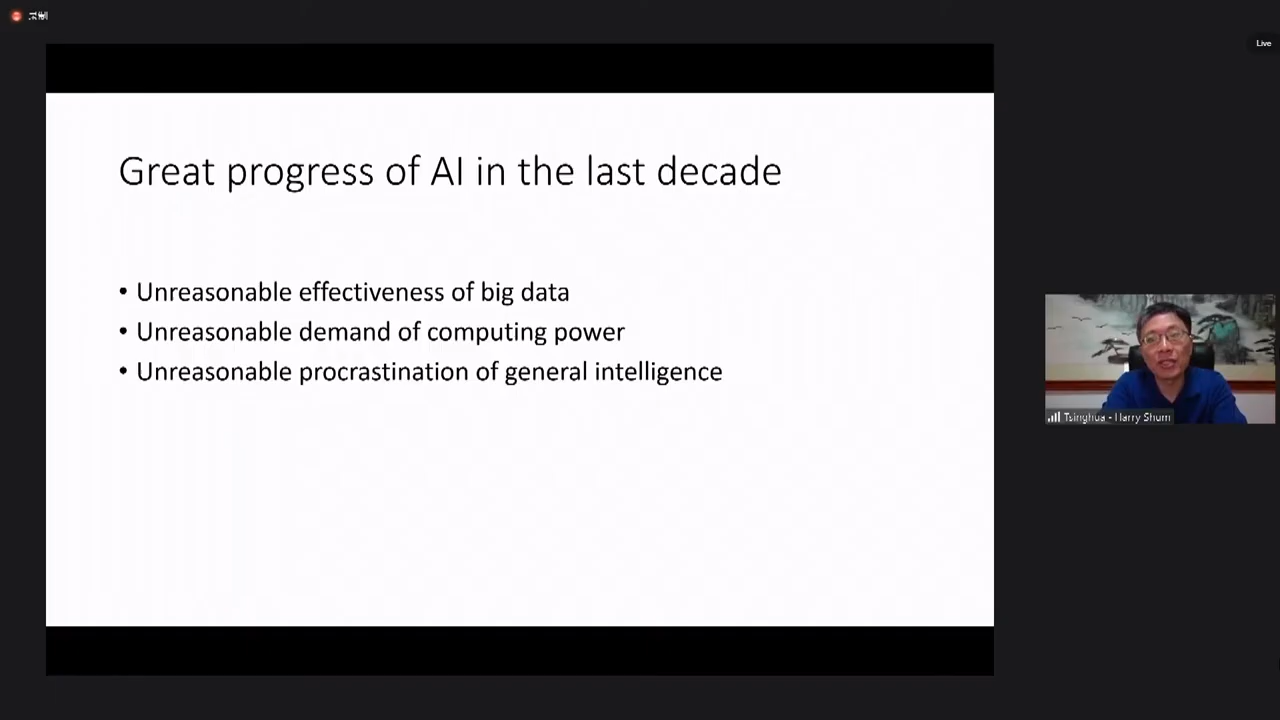 Live
Great progress of AI in the last decade
• Unreasonable effectiveness of big data
• Unreasonable demand of computing power
• Unreasonable procrastination of general intelligence
Tsinghua - Harry Shum